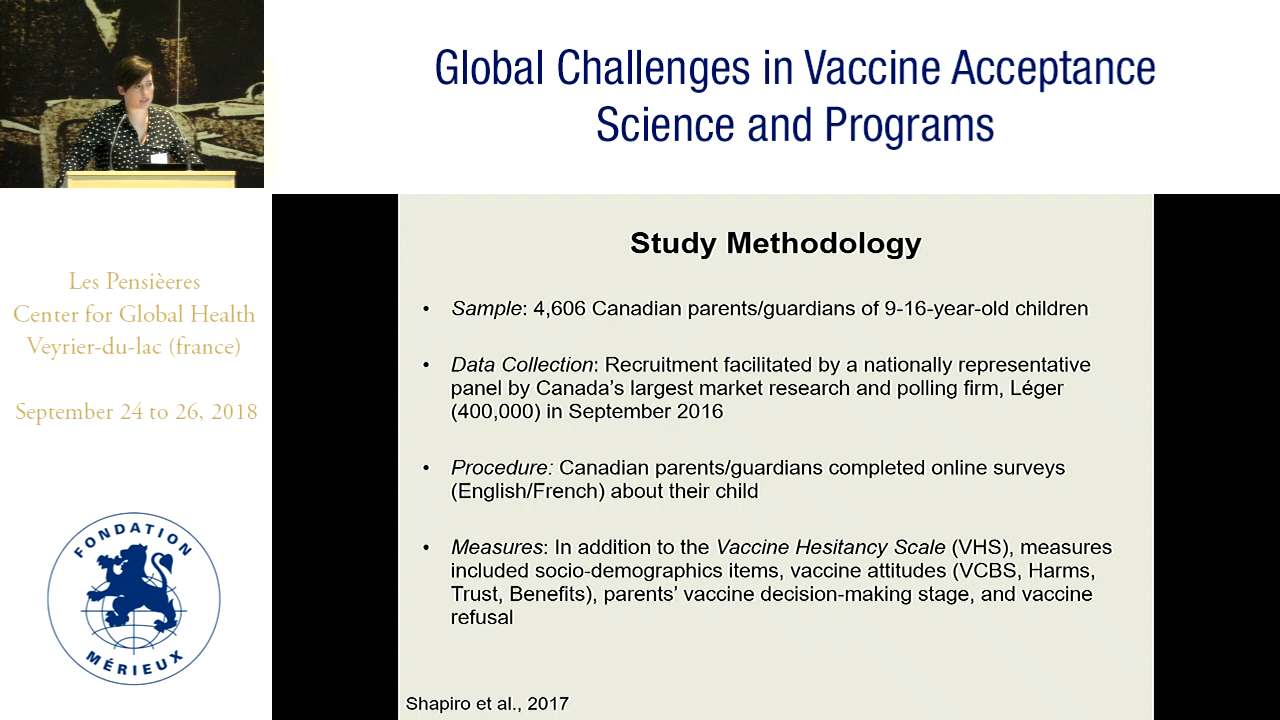 Global Challenges in Vaccine Acceptance
Science and Programs
Les Pensièeres
Center for Global Health
Veyrier-du-lac (france)
September 24 to 26, 2018
FONDATION
MÉRIEUX
Study Methodology
• Sample: 4,606 Canadian parents/guardians of 9-16-year-old children
• Data Collection: Recruitment facilitated by a nationally representative
panel by Canada’s largest market research and polling firm, Léger
(400,000) in September 2016
• Procedure: Canadian parents/guardians completed online surveys
(English/French) about their child
• Measures: In addition to the Vaccine Hesitancy Scale (VHS), measures
included socio-demographics items, vaccine attitudes (VCBS, Harms,
Trust, Benefits), parents’ vaccine decision-making stage, and vaccine
refusal
Shapiro et al., 2017